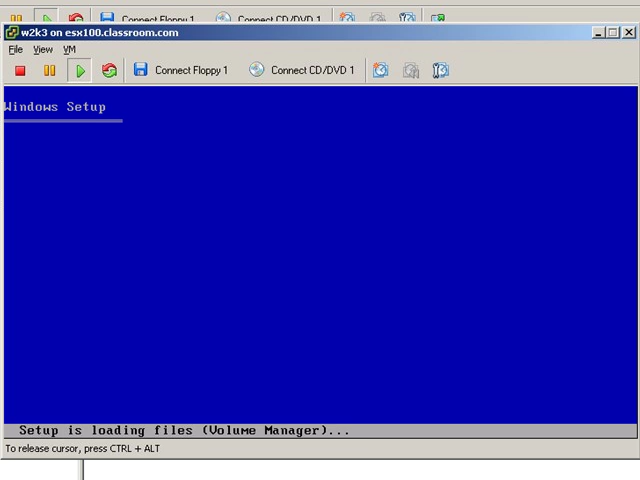 Connect Floppy 1 Connect CD/DVD 1
w2k3 on esx100.classroom.com
File View VM
Connect Floppy 1 Connect CD/DVD 1
Windows Setup
Setup is loading files (Volume Manager)...
To release cursor, press CTRL + ALT